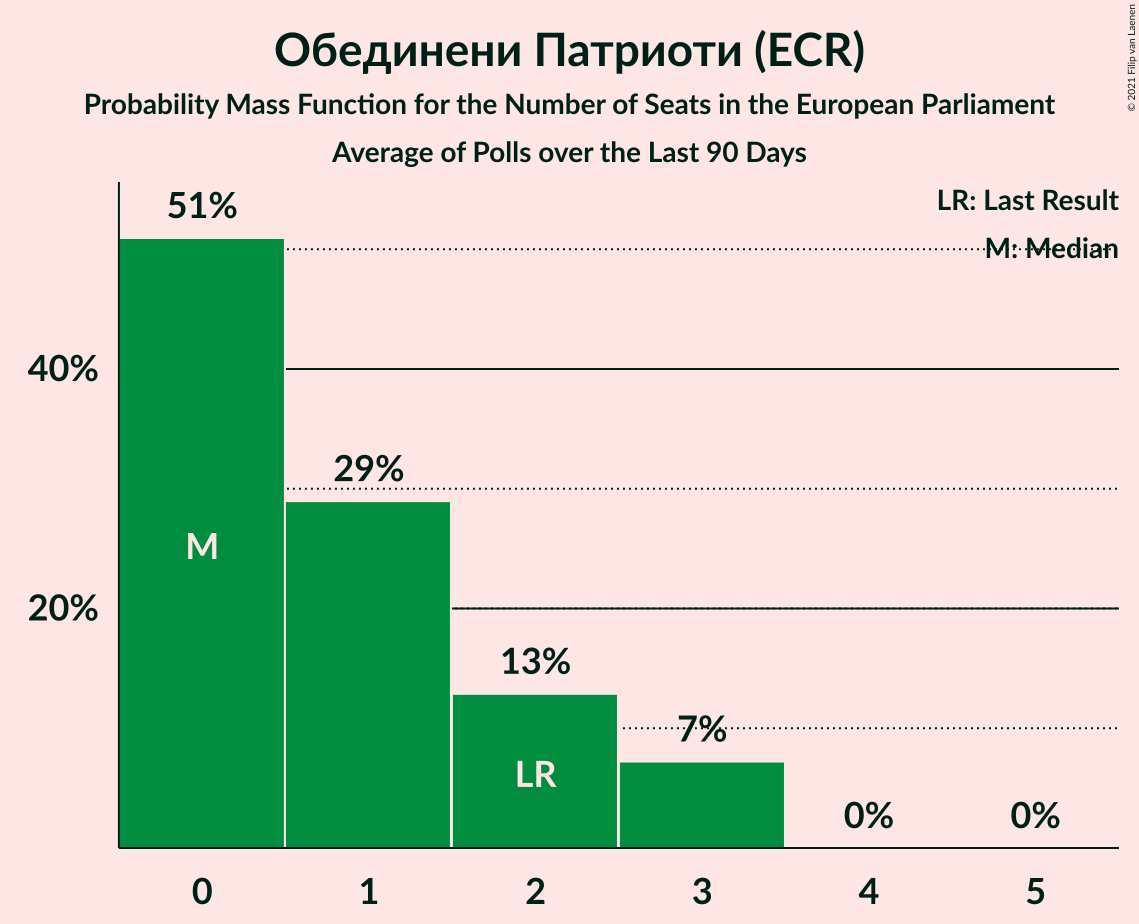 Обединени Патриоти (ECR)
Probability Mass Function for the Number of Seats in the European Parliament
Average of Polls over the Last 90 Days
© 2021 Filip van Laenen
LR: Last Result
M: Median
51%
40%
29%
M
20%
13%
7%
LR
0%
0%
0
1
2
3
4
5